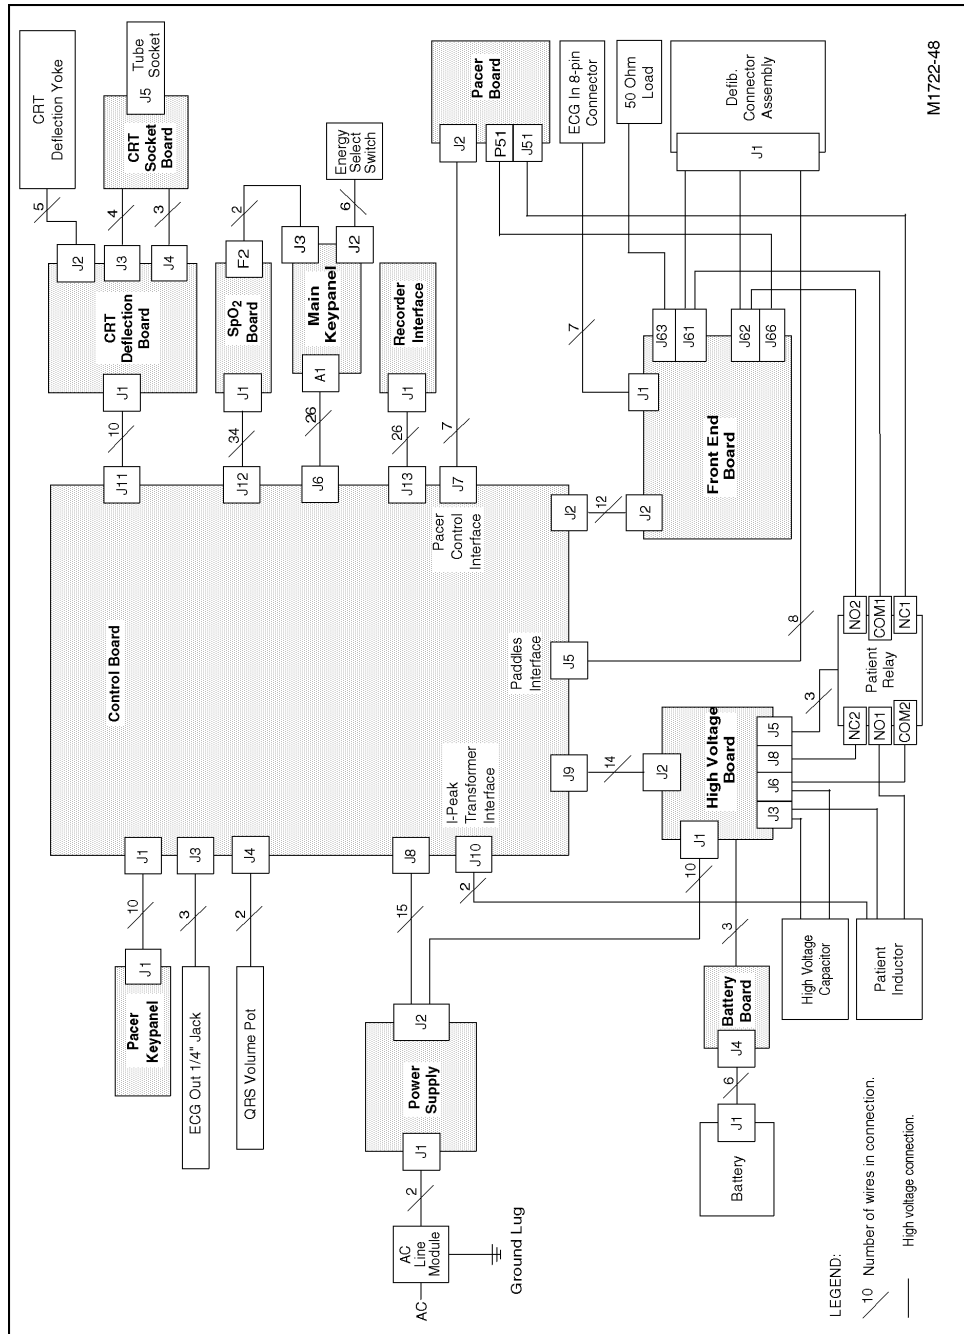 CRT
Deflection Yoke
5
J2
J3
J4
4
3
CRT
Deflection
Board
J1
10
J11
Tube
Socket
J5
CRT
Socket
Board
F2
2
SpO2
Board
J1
34
J12
Energy
Select
Switch
6
J3
J2
Main
Keypanel
A1
26
J6
Recorder
Interface
J1
26
J13
Pacer
Board
J2
P51
J51
7
J7
Pacer
Control
Interface
ECG In 8-pin
Connector
7
50 Ohm
Load
Defib.
Connector
Assembly
J1
M1722-48
J63
J61
J62
J66
J1
Front End
Board
J2
12
J2
Control Board
Paddles
Interface
J5
8
I-Peak
Transformer
Interface
J9
14
J2
High Voltage
Board
J5
J8
J6
J3
J1
10
3
3
NO2
COM1
NC1
Patient
Relay
NC2
NO1
COM2
J1
10
J1
Pacer
Keypanel
J3
3
ECG Out 1/4" Jack
J4
2
QRS Volume Pot
J8
15
J10
2
J2
Power
Supply
J1
2
AC
Line
Module
AC
Ground Lug
High Voltage
Capacitor
Patient
Inductor
Battery
Board
J4
6
J1
Battery
LEGEND:
10 Number of wires in connection.
High voltage connection.